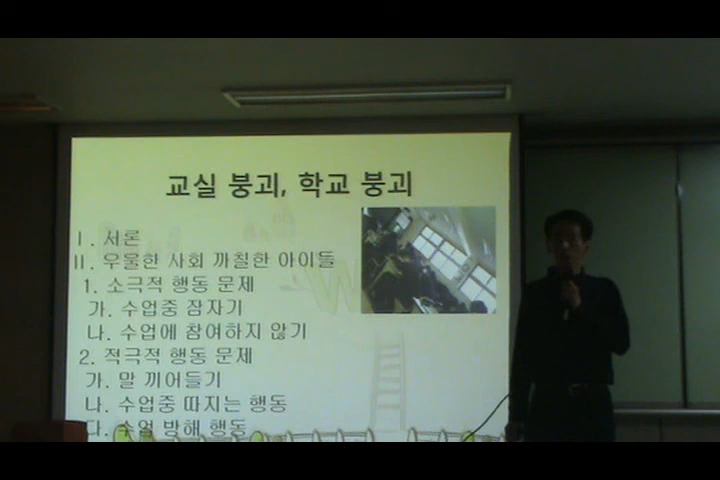 교실 붕괴, 학교 붕괴
Ⅰ. 서론
Ⅱ. 우울한 사회 까칠한 아이들
1. 소극적 행동 문제
가. 수업중 잠자기
나. 수업에 참여하지 않기
2. 적극적 행동 문제
가. 말 끼어들기
나. 수업중 따지는 행동
다. 수업 방해 행동